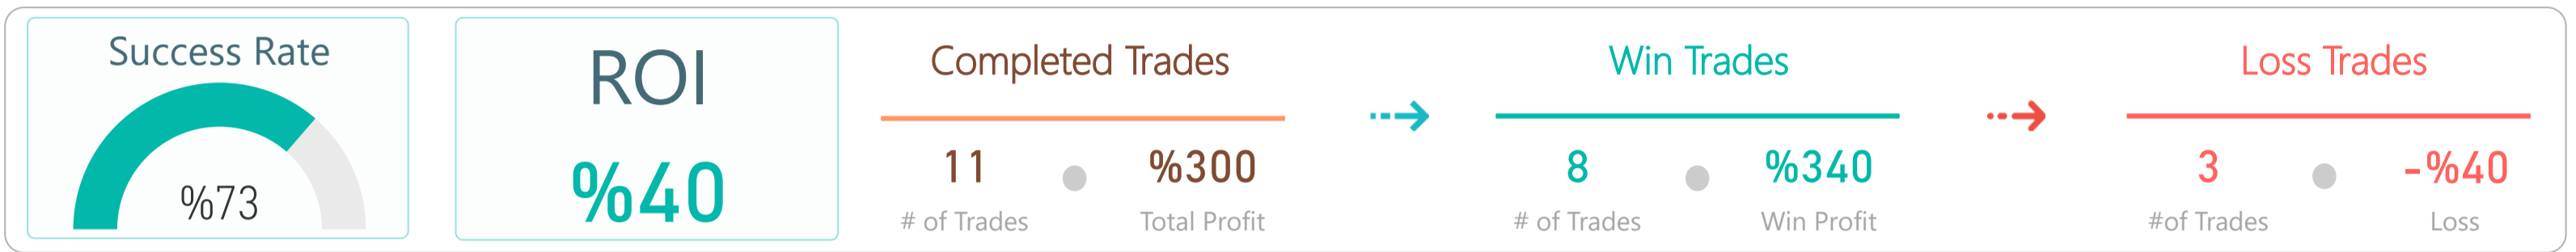 Success Rate
%73
ROI
%40
Completed Trades
11
# of Trades
%300
Total Profit
Win Trades
8
# of Trades
%340
Win Profit
Loss Trades
3
#of Trades
-%40
Loss